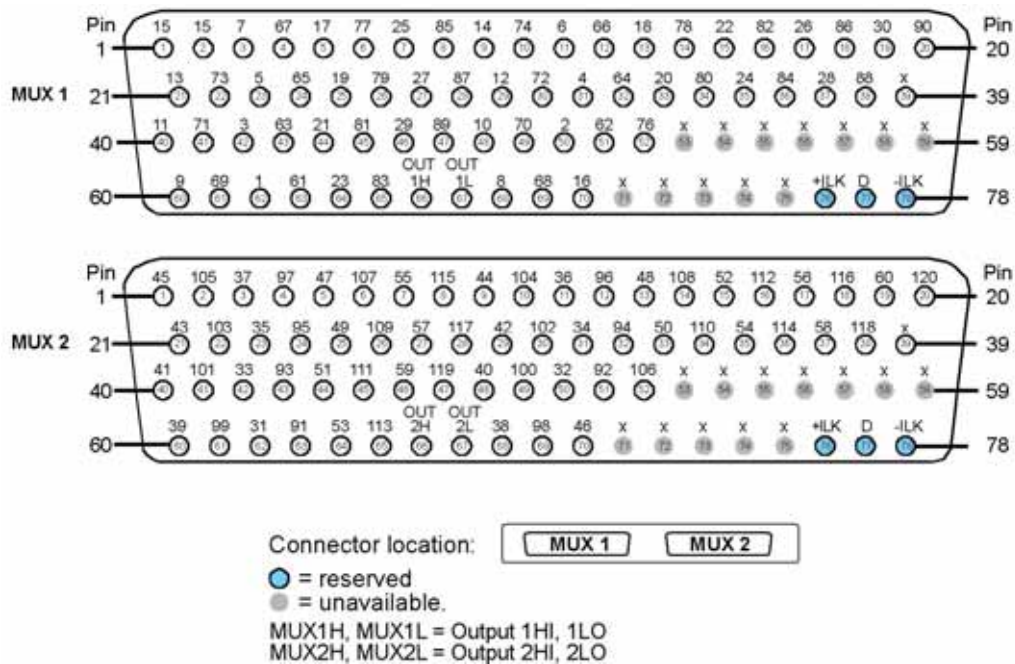 Pin 15 15 7 67 17 77 25 85 14 74 6 66 18 78 22 82 26 86 30 90 Pin
1 20
13 73 5 65 19 79 27 87 12 72 4 64 20 80 24 84 28 88 x
MUX 1 21 39
11 71 3 63 21 81 29 89 10 70 2 62 76 x x x x x x x
40 59
OUT OUT
9 69 1 61 23 83 1H 1L 8 68 16 x x x x x +ILK D -ILK
60 78
Pin 45 105 37 97 47 107 55 115 44 104 36 96 48 108 52 112 56 116 60 120 Pin
1 20
43 103 35 95 49 109 57 117 42 102 34 94 50 110 54 114 58 118 x
MUX 2 21 39
41 101 33 93 51 111 59 119 40 100 32 92 106 x x x x x x x
40 59
OUT OUT
39 99 31 91 53 113 2H 2L 38 98 46 x x x x x +ILK D -ILK
60 78
Connector location: MUX 1 MUX 2
= reserved
= unavailable.
MUX1H, MUX1L = Output 1HI, 1LO
MUX2H, MUX2L = Output 2HI, 2LO